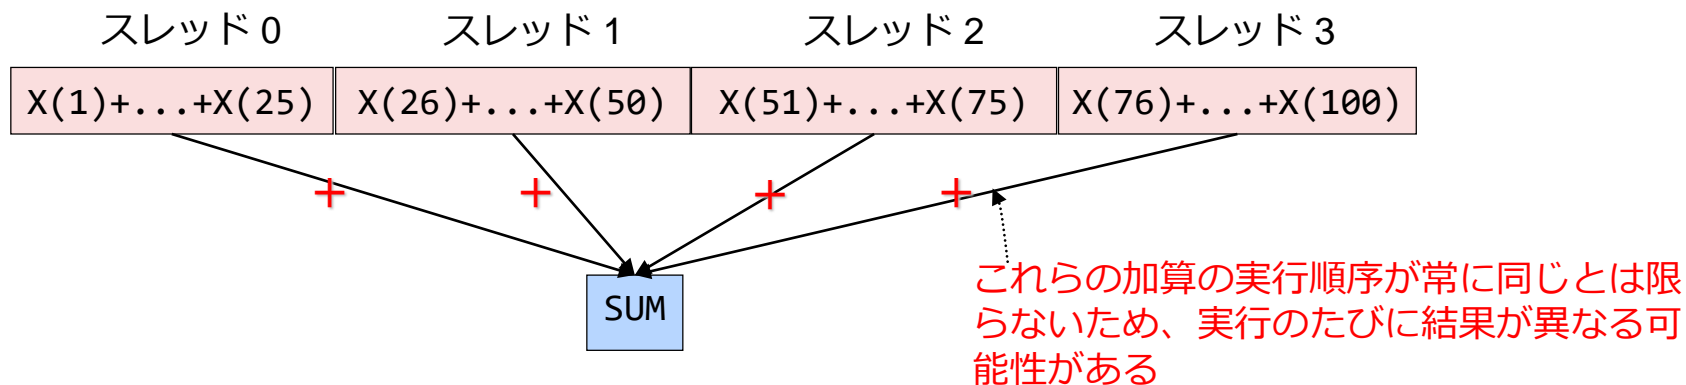 スレッド 0
スレッド 1
スレッド 2
スレッド 3
X(1)+...+X(25)
X(26)+...+X(50)
X(51)+...+X(75)
X(76)+...+X(100)
+
+
+
+
SUM
これらの加算の実行順序が常に同じとは限
らないため、実行のたびに結果が異なる可
能性がある